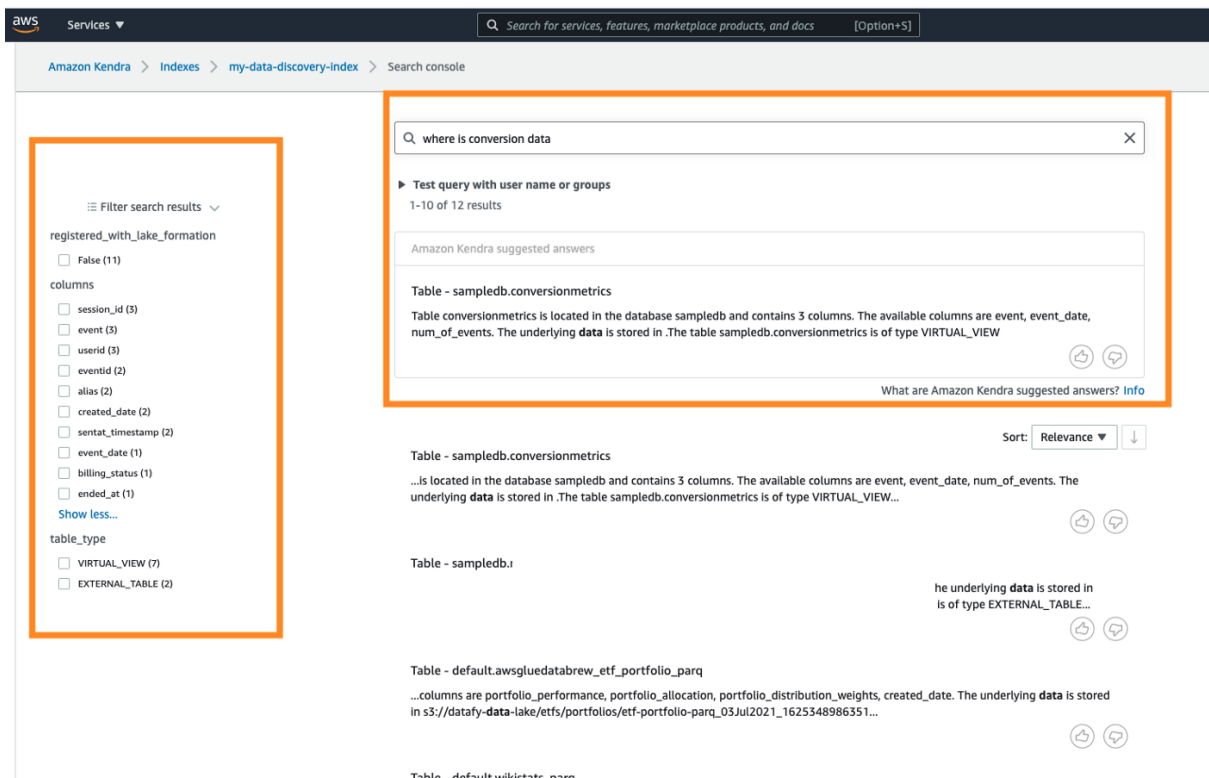 aws
Services ▼
Search for services, features, marketplace products, and docs [Option+S]
Amazon Kendra > Indexes > my-data-discovery-index > Search console
Filter search results
registered_with_lake_formation
False (11)
columns
session_id (3)
event (3)
userid (3)
eventid (2)
alias (2)
created_date (2)
sentat_timestamp (2)
event_date (1)
billing_status (1)
ended_at (1)
Show less...
table_type
VIRTUAL_VIEW (7)
EXTERNAL_TABLE (2)
where is conversion data
Test query with user name or groups
1-10 of 12 results
Amazon Kendra suggested answers
Table - sampledb.conversionmetrics
Table conversionmetrics is located in the database sampledb and contains 3 columns. The available columns are event, event_date,
num_of_events. The underlying data is stored in .The table sampledb.conversionmetrics is of type VIRTUAL_VIEW
What are Amazon Kendra suggested answers? Info
Sort: Relevance ▼
Table - sampledb.conversionmetrics
...is located in the database sampledb and contains 3 columns. The available columns are event, event_date, num_of_events. The
underlying data is stored in .The table sampledb.conversionmetrics is of type VIRTUAL_VIEW...
Table - sampledb.
he underlying data is stored in
is of type EXTERNAL_TABLE...
Table - default.awsgluedatabrew_etf_portfolio_parq
...columns are portfolio_performance, portfolio_allocation, portfolio_distribution_weights, created_date. The underlying data is stored
in s3://datafy-data-lake/etfs/portfolios/etf-portfolio-parq_03Jul2021_1625348986351...
Table - default.wikistats_parq